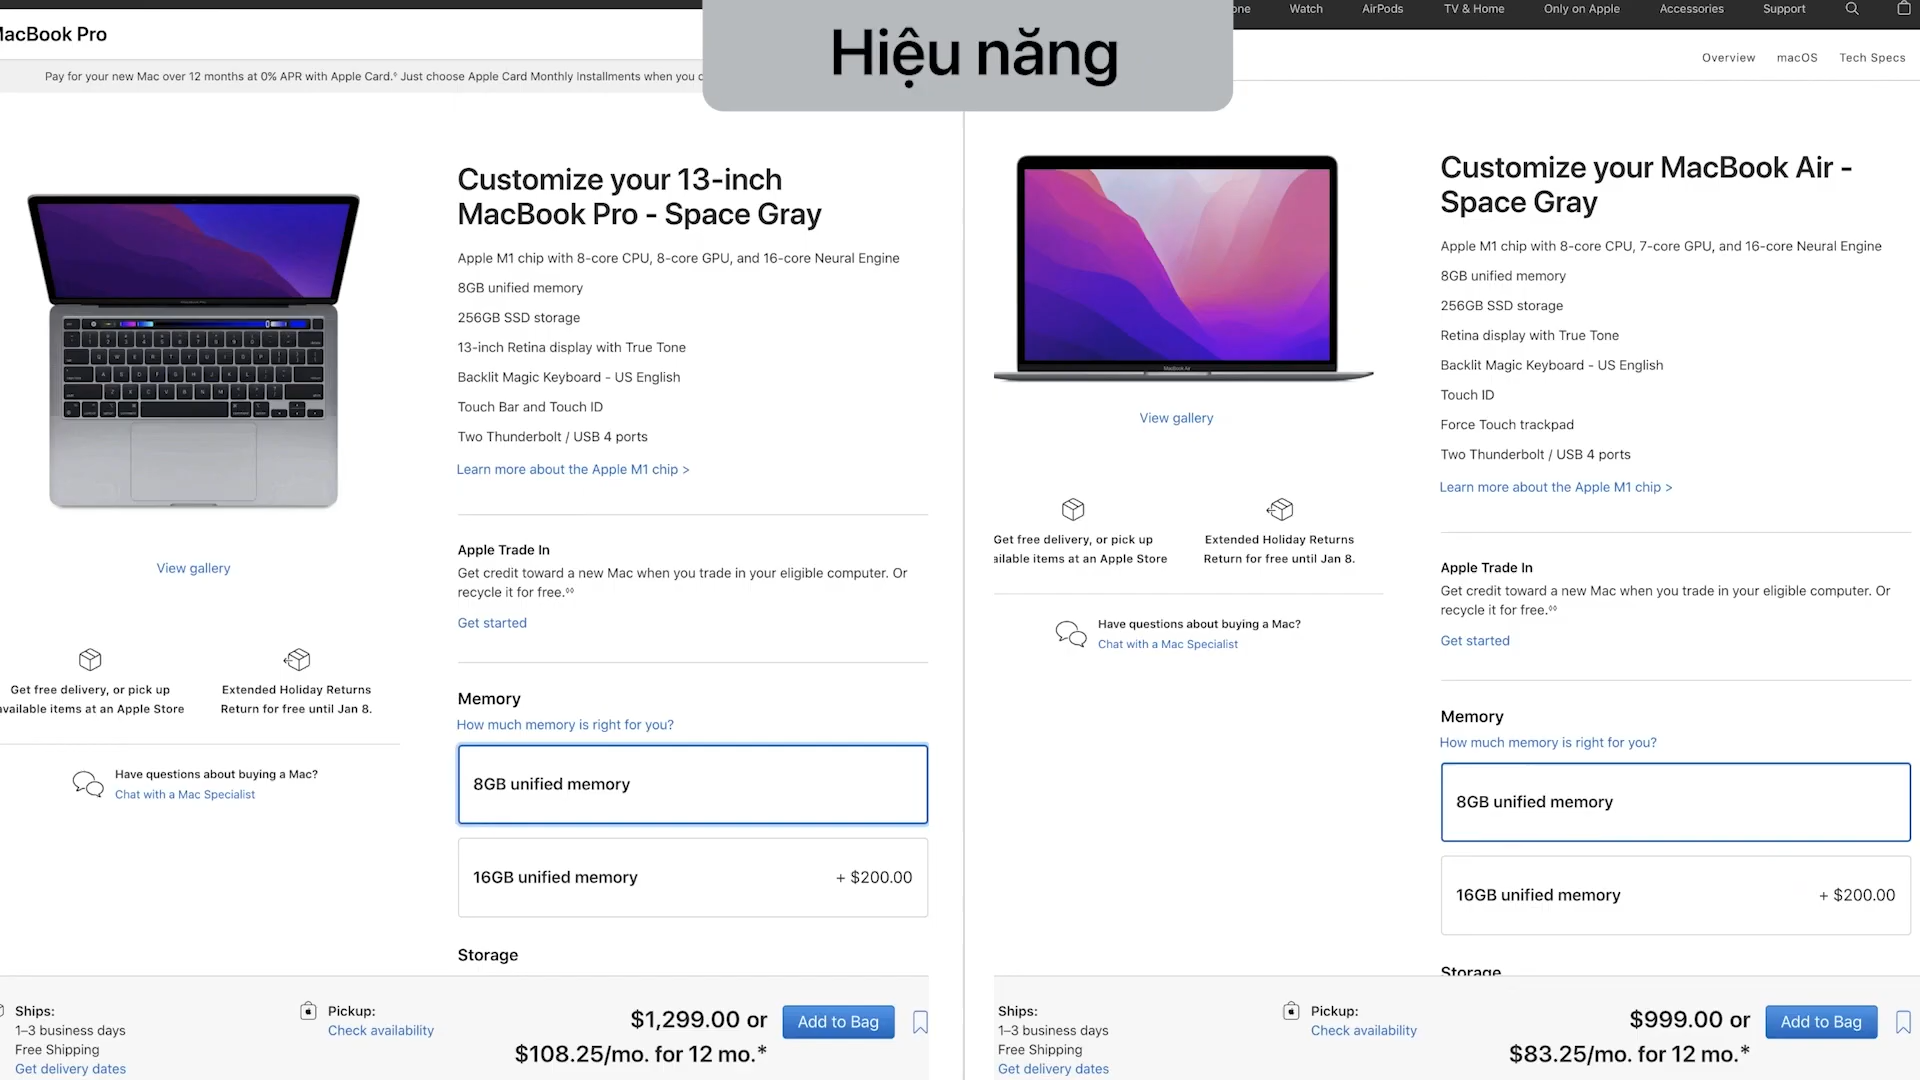 Hiệu năng
Watch
AirPods
TV & Home
Only on Apple
Accessories
Support
MacBook Pro
Pay for your new Mac over 12 months at 0% APR with Apple Card.◊ Just choose Apple Card Monthly Installments when you
Customize your 13-inch
MacBook Pro - Space Gray
Apple M1 chip with 8-core CPU, 8-core GPU, and 16-core Neural Engine
8GB unified memory
256GB SSD storage
13-inch Retina display with True Tone
Backlit Magic Keyboard - US English
Touch Bar and Touch ID
Two Thunderbolt / USB 4 ports
Learn more about the Apple M1 chip >
View gallery
Get free delivery, or pick up
available items at an Apple Store
Extended Holiday Returns
Return for free until Jan 8.
Have questions about buying a Mac?
Chat with a Mac Specialist
Apple Trade In
Get credit toward a new Mac when you trade in your eligible computer. Or
recycle it for free.◊◊
Get started
Memory
How much memory is right for you?
8GB unified memory
16GB unified memory
+ $200.00
Storage
Ships:
1–3 business days
Free Shipping
Get delivery dates
Pickup:
Check availability
$1,299.00 or
$108.25/mo. for 12 mo.*
Add to Bag
Overview
macOS
Tech Specs
Customize your MacBook Air -
Space Gray
Apple M1 chip with 8-core CPU, 7-core GPU, and 16-core Neural Engine
8GB unified memory
256GB SSD storage
Retina display with True Tone
Backlit Magic Keyboard - US English
Touch ID
Force Touch trackpad
Two Thunderbolt / USB 4 ports
Learn more about the Apple M1 chip >
MacBook Air
View gallery
Get free delivery, or pick up
ailable items at an Apple Store
Extended Holiday Returns
Return for free until Jan 8.
Have questions about buying a Mac?
Chat with a Mac Specialist
Apple Trade In
Get credit toward a new Mac when you trade in your eligible computer. Or
recycle it for free.◊◊
Get started
Memory
How much memory is right for you?
8GB unified memory
16GB unified memory
+ $200.00
Storage
Ships:
1–3 business days
Free Shipping
Get delivery dates
Pickup:
Check availability
$999.00 or
$83.25/mo. for 12 mo.*
Add to Bag